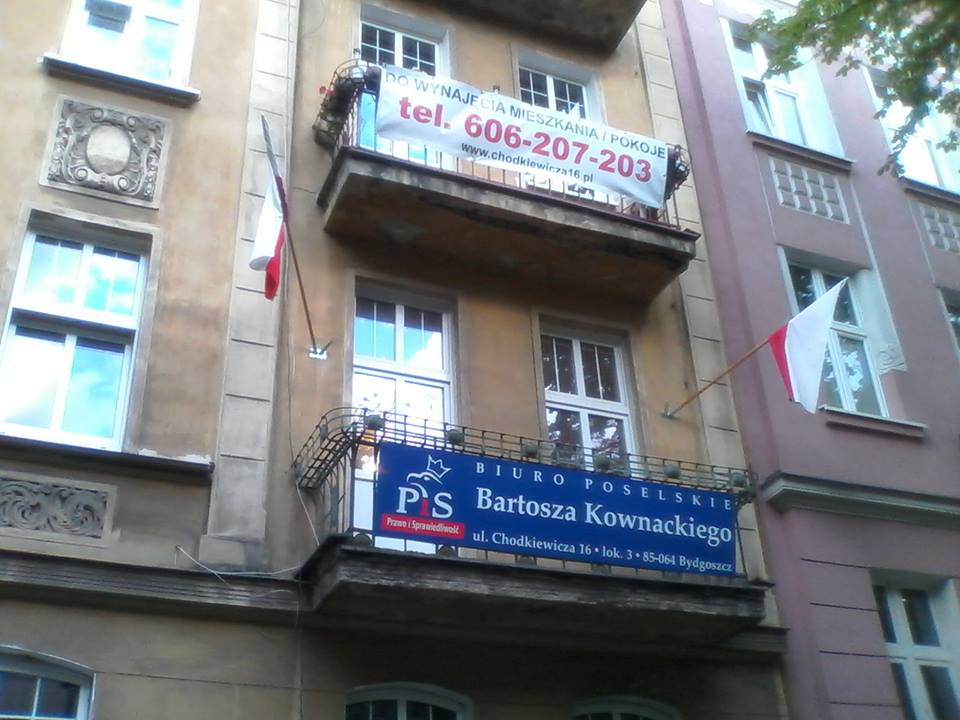 DO WYNAJĘCIA MIESZKANIA / POKOJE
tel. 606-207-203
www.chodkiewicza16.pl
BIURO POSELSKIE
PiS
Bartosza Kownackiego
Prawo i Sprawiedliwość
ul. Chodkiewicza 16 • lok. 3 • 85-064 Bydgoszcz